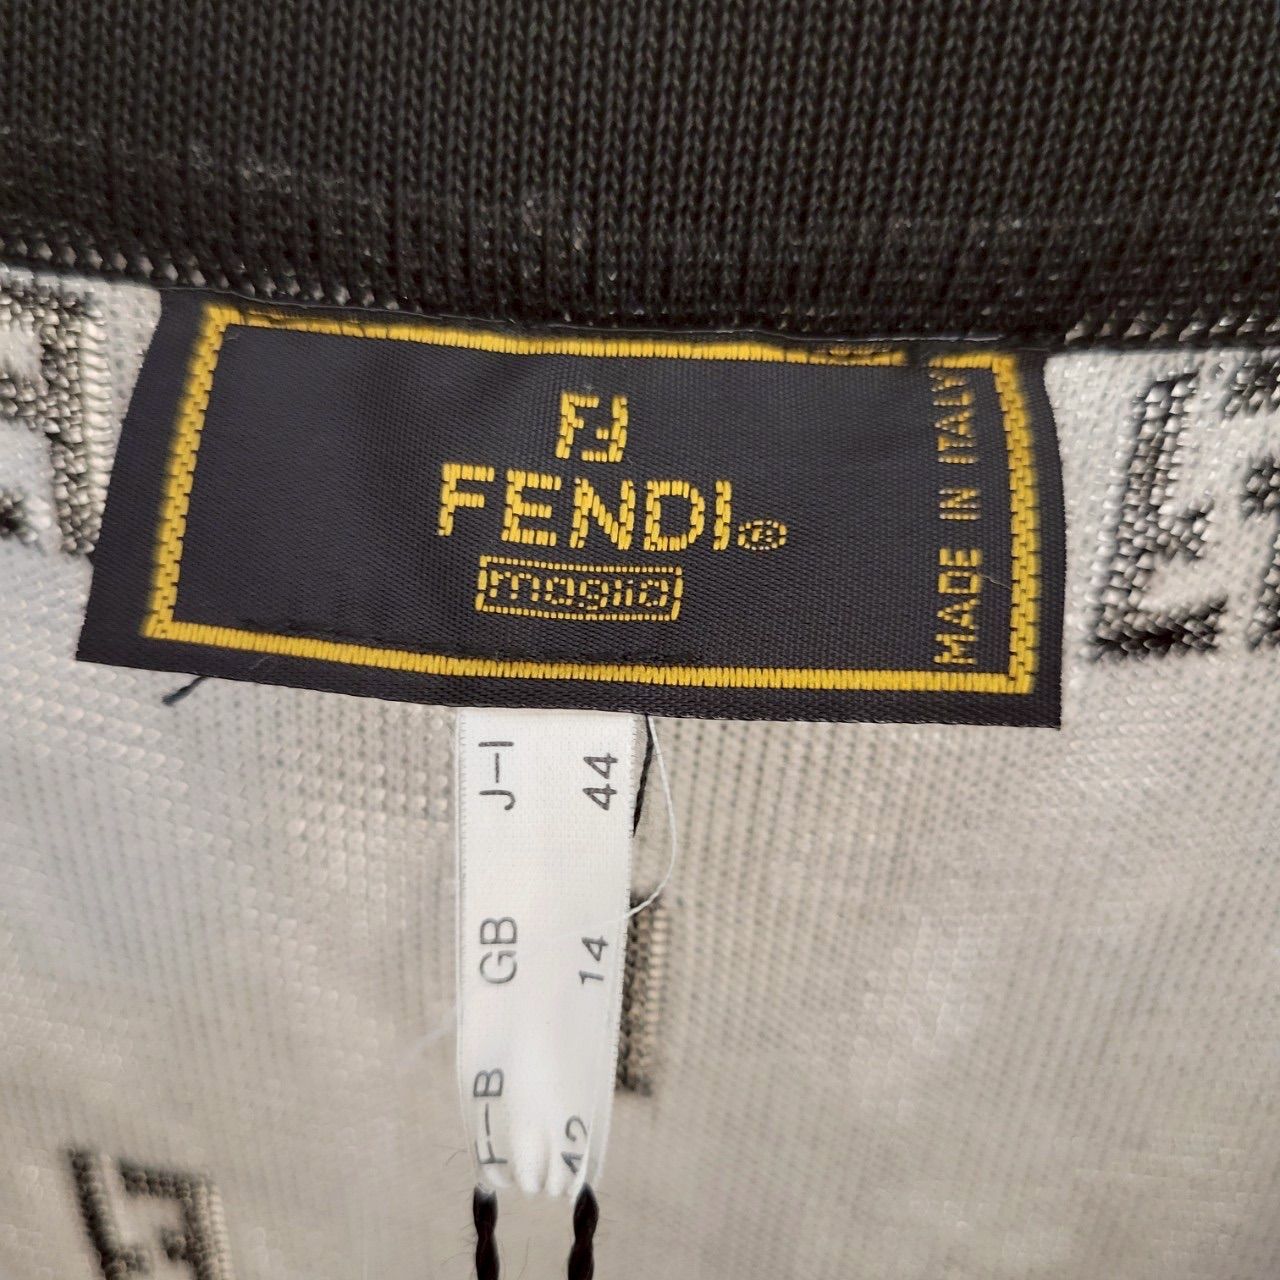 FF
FENDI®
maglia
MADE IN ITALY
J-I 44
GB 14
F-B 42